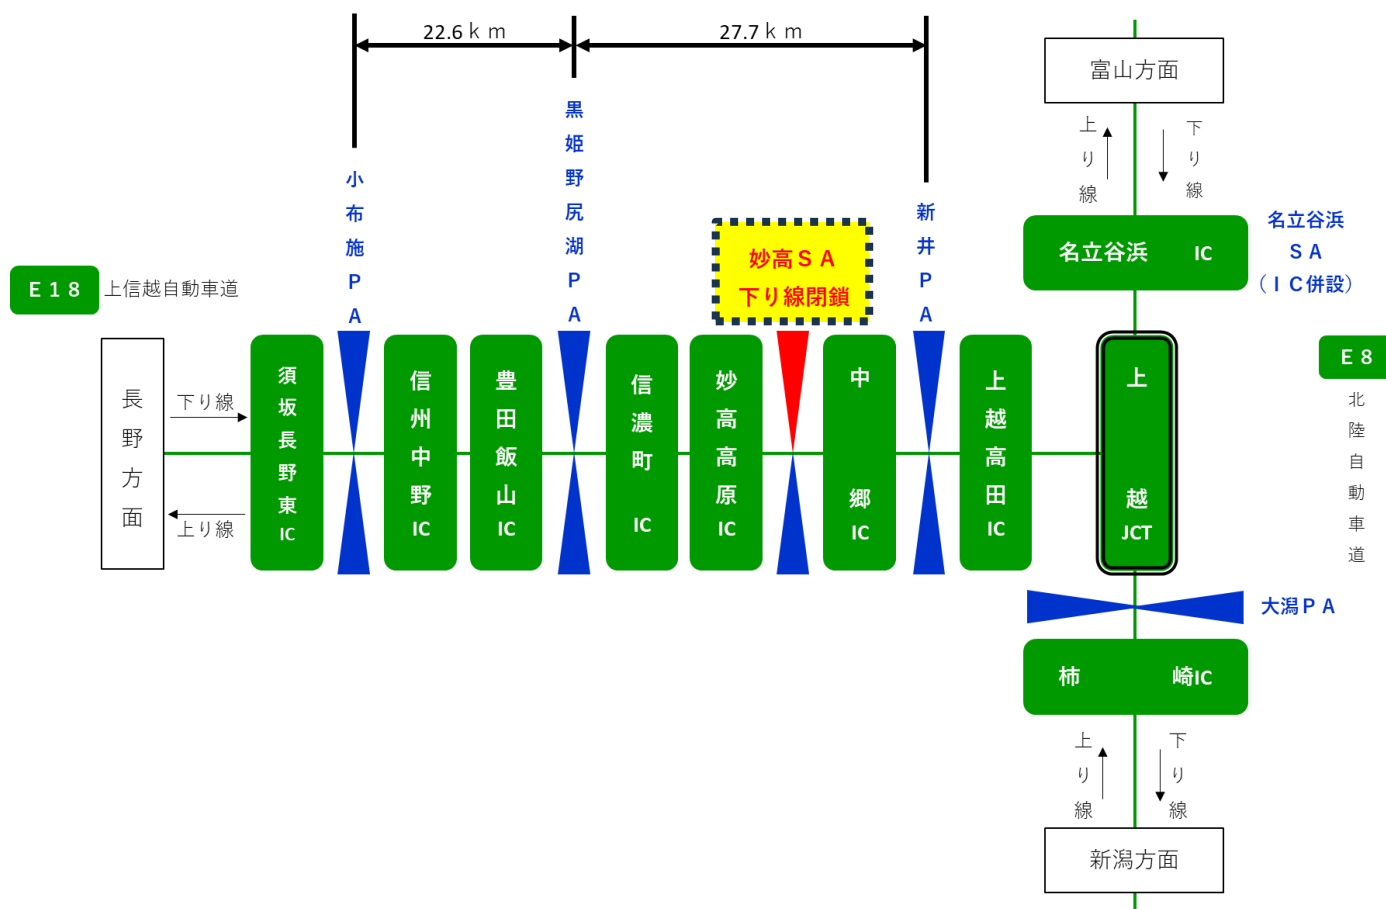 22.6ｋｍ
27.7ｋｍ
小布施ＰＡ
黒姫野尻湖ＰＡ
妙高ＳＡ
下り線閉鎖
新井ＰＡ
Ｅ１８
上信越自動車道
長野方面
下り線
上り線
須坂長野東IC
信州中野IC
豊田飯山IC
信濃町IC
妙高高原IC
中郷IC
上越高田IC
上越JCT
富山方面
上り線
下り線
名立谷浜 IC
名立谷浜
ＳＡ
（ＩＣ併設）
Ｅ８
北陸自動車道
大潟ＰＡ
柿崎IC
上り線
下り線
新潟方面